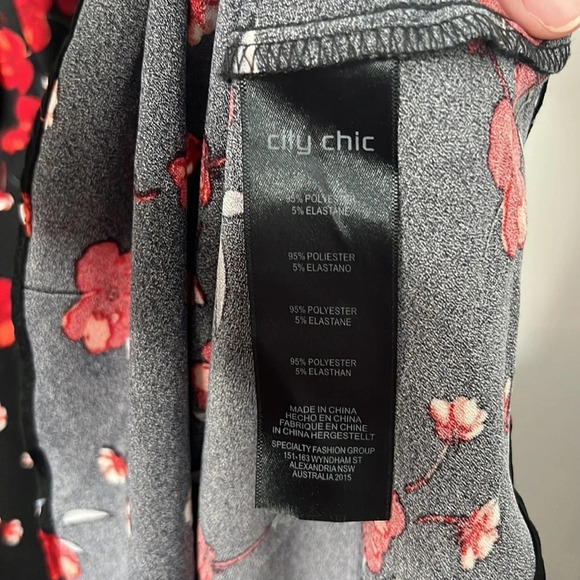 city chic
95% POLYESTER
5% ELASTANE
95% POLIESTER
5% ELASTANO
95% POLYESTER
5% ELASTANE
95% POLYESTER
5% ELASTHAN
MADE IN CHINA
HECHO EN CHINA
FABRIQUE EN CHINE
IN CHINA HERGESTELLT
SPECIALTY FASHION GROUP
151-163 WYNDHAM ST
ALEXANDRIA NSW
AUSTRALIA 2015